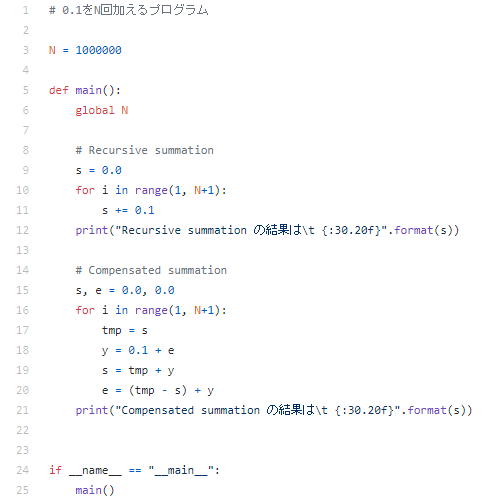 1 # 0.1をN回加えるプログラム
2
3 N = 1000000
4
5 def main():
6     global N
7
8     # Recursive summation
9     s = 0.0
10     for i in range(1, N+1):
11         s += 0.1
12     print("Recursive summation の結果は\t {:30.20f}".format(s))
13
14     # Compensated summation
15     s, e = 0.0, 0.0
16     for i in range(1, N+1):
17         tmp = s
18         y = 0.1 + e
19         s = tmp + y
20         e = (tmp - s) + y
21     print("Compensated summation の結果は\t {:30.20f}".format(s))
22
23
24 if __name__ == "__main__":
25     main()